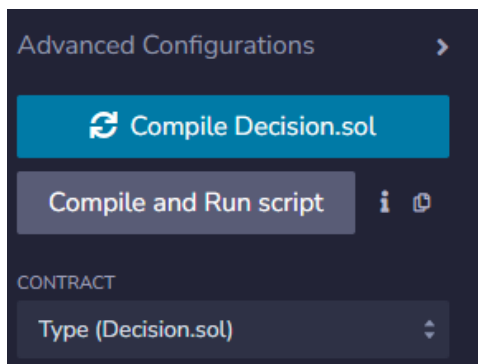 Advanced Configurations
Compile Decision.sol
Compile and Run script
CONTRACT
Type (Decision.sol)